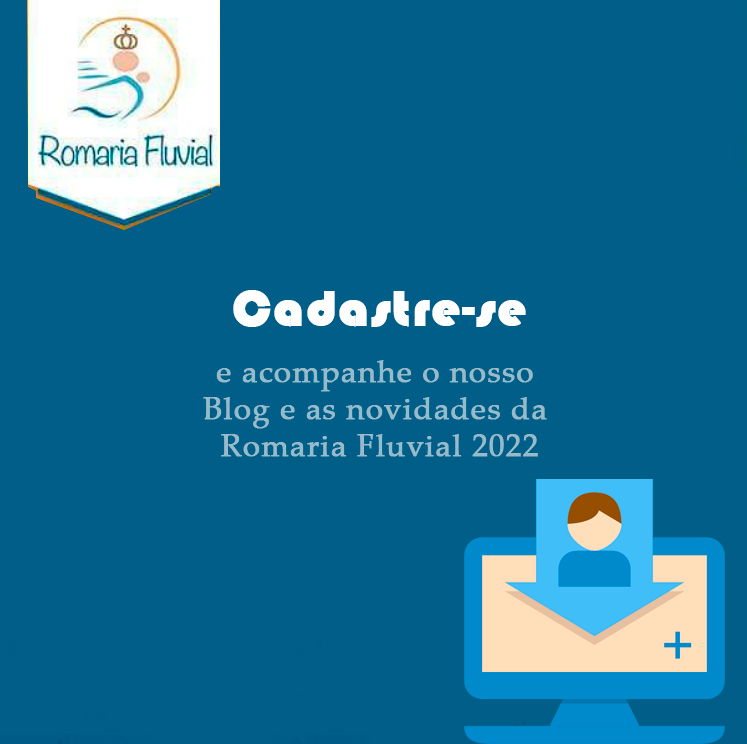 Romaria Fluvial
Cadastre-se
e acompanhe o nosso
Blog e as novidades da
Romaria Fluvial 2022